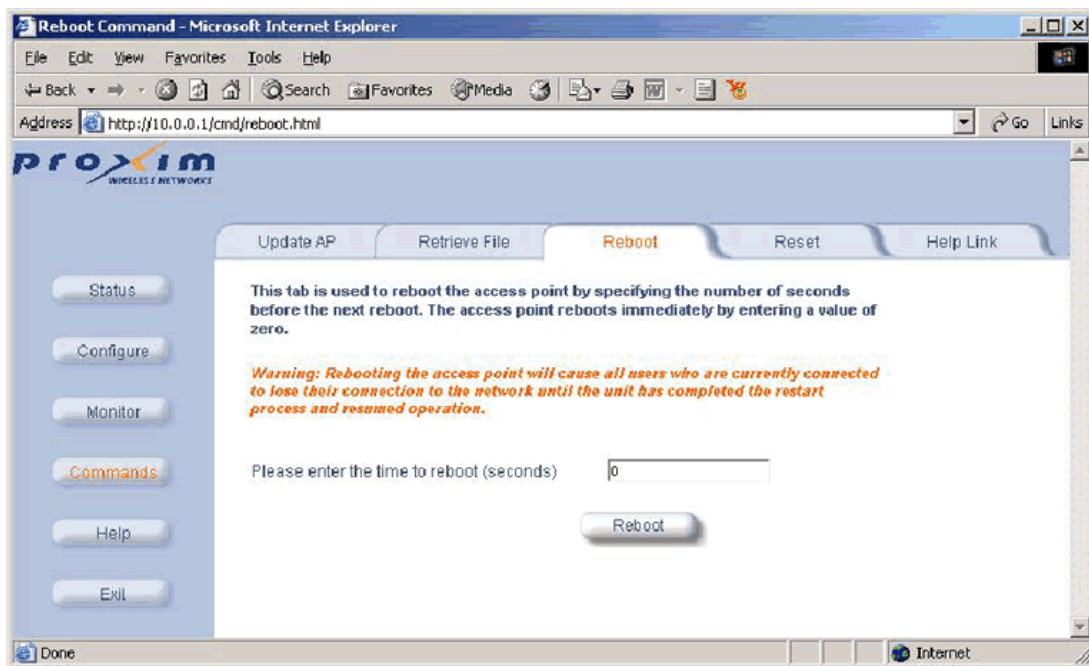 Reboot Command - Microsoft Internet Explorer
File Edit View Favorites Tools Help
Back Search Favorites Media
Address http://10.0.0.1/cmd/reboot.html Go Links
proxim
WIRELESS NETWORKS
Update AP Retrieve File Reboot Reset Help Link
Status
Configure
Monitor
Commands
Help
Exit
This tab is used to reboot the access point by specifying the number of seconds
before the next reboot. The access point reboots immediately by entering a value of
zero.
Warning: Rebooting the access point will cause all users who are currently connected
to lose their connection to the network until the unit has completed the restart
process and resumed operation.
Please enter the time to reboot (seconds) 0
Reboot
Done Internet